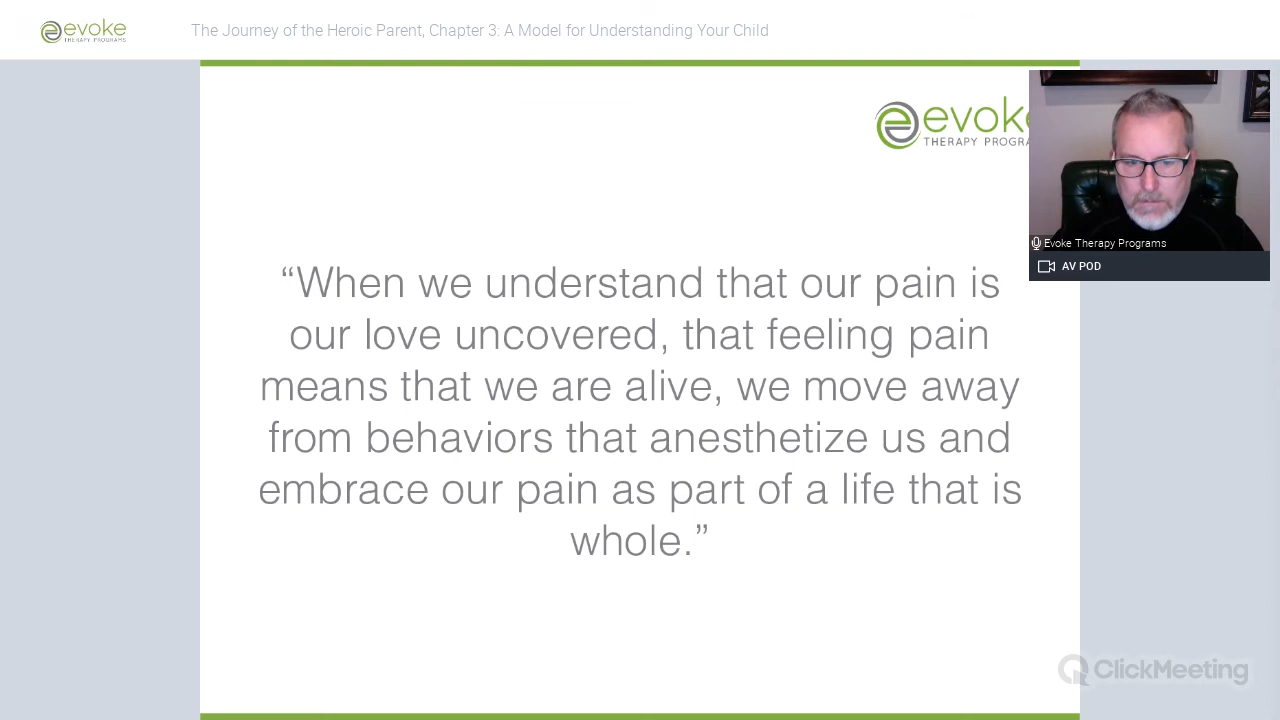 evoke
THERAPY PROGRAMS
The Journey of the Heroic Parent, Chapter 3: A Model for Understanding Your Child
evoke
THERAPY PROGRA
Evoke Therapy Programs
AV POD
“When we understand that our pain is
our love uncovered, that feeling pain
means that we are alive, we move away
from behaviors that anesthetize us and
embrace our pain as part of a life that is
whole.”
ClickMeeting